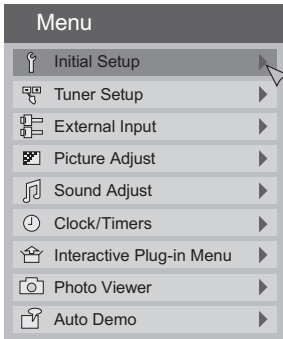 Menu
Initial Setup
Tuner Setup
External Input
Picture Adjust
Sound Adjust
Clock/Timers
Interactive Plug-in Menu
Photo Viewer
Auto Demo